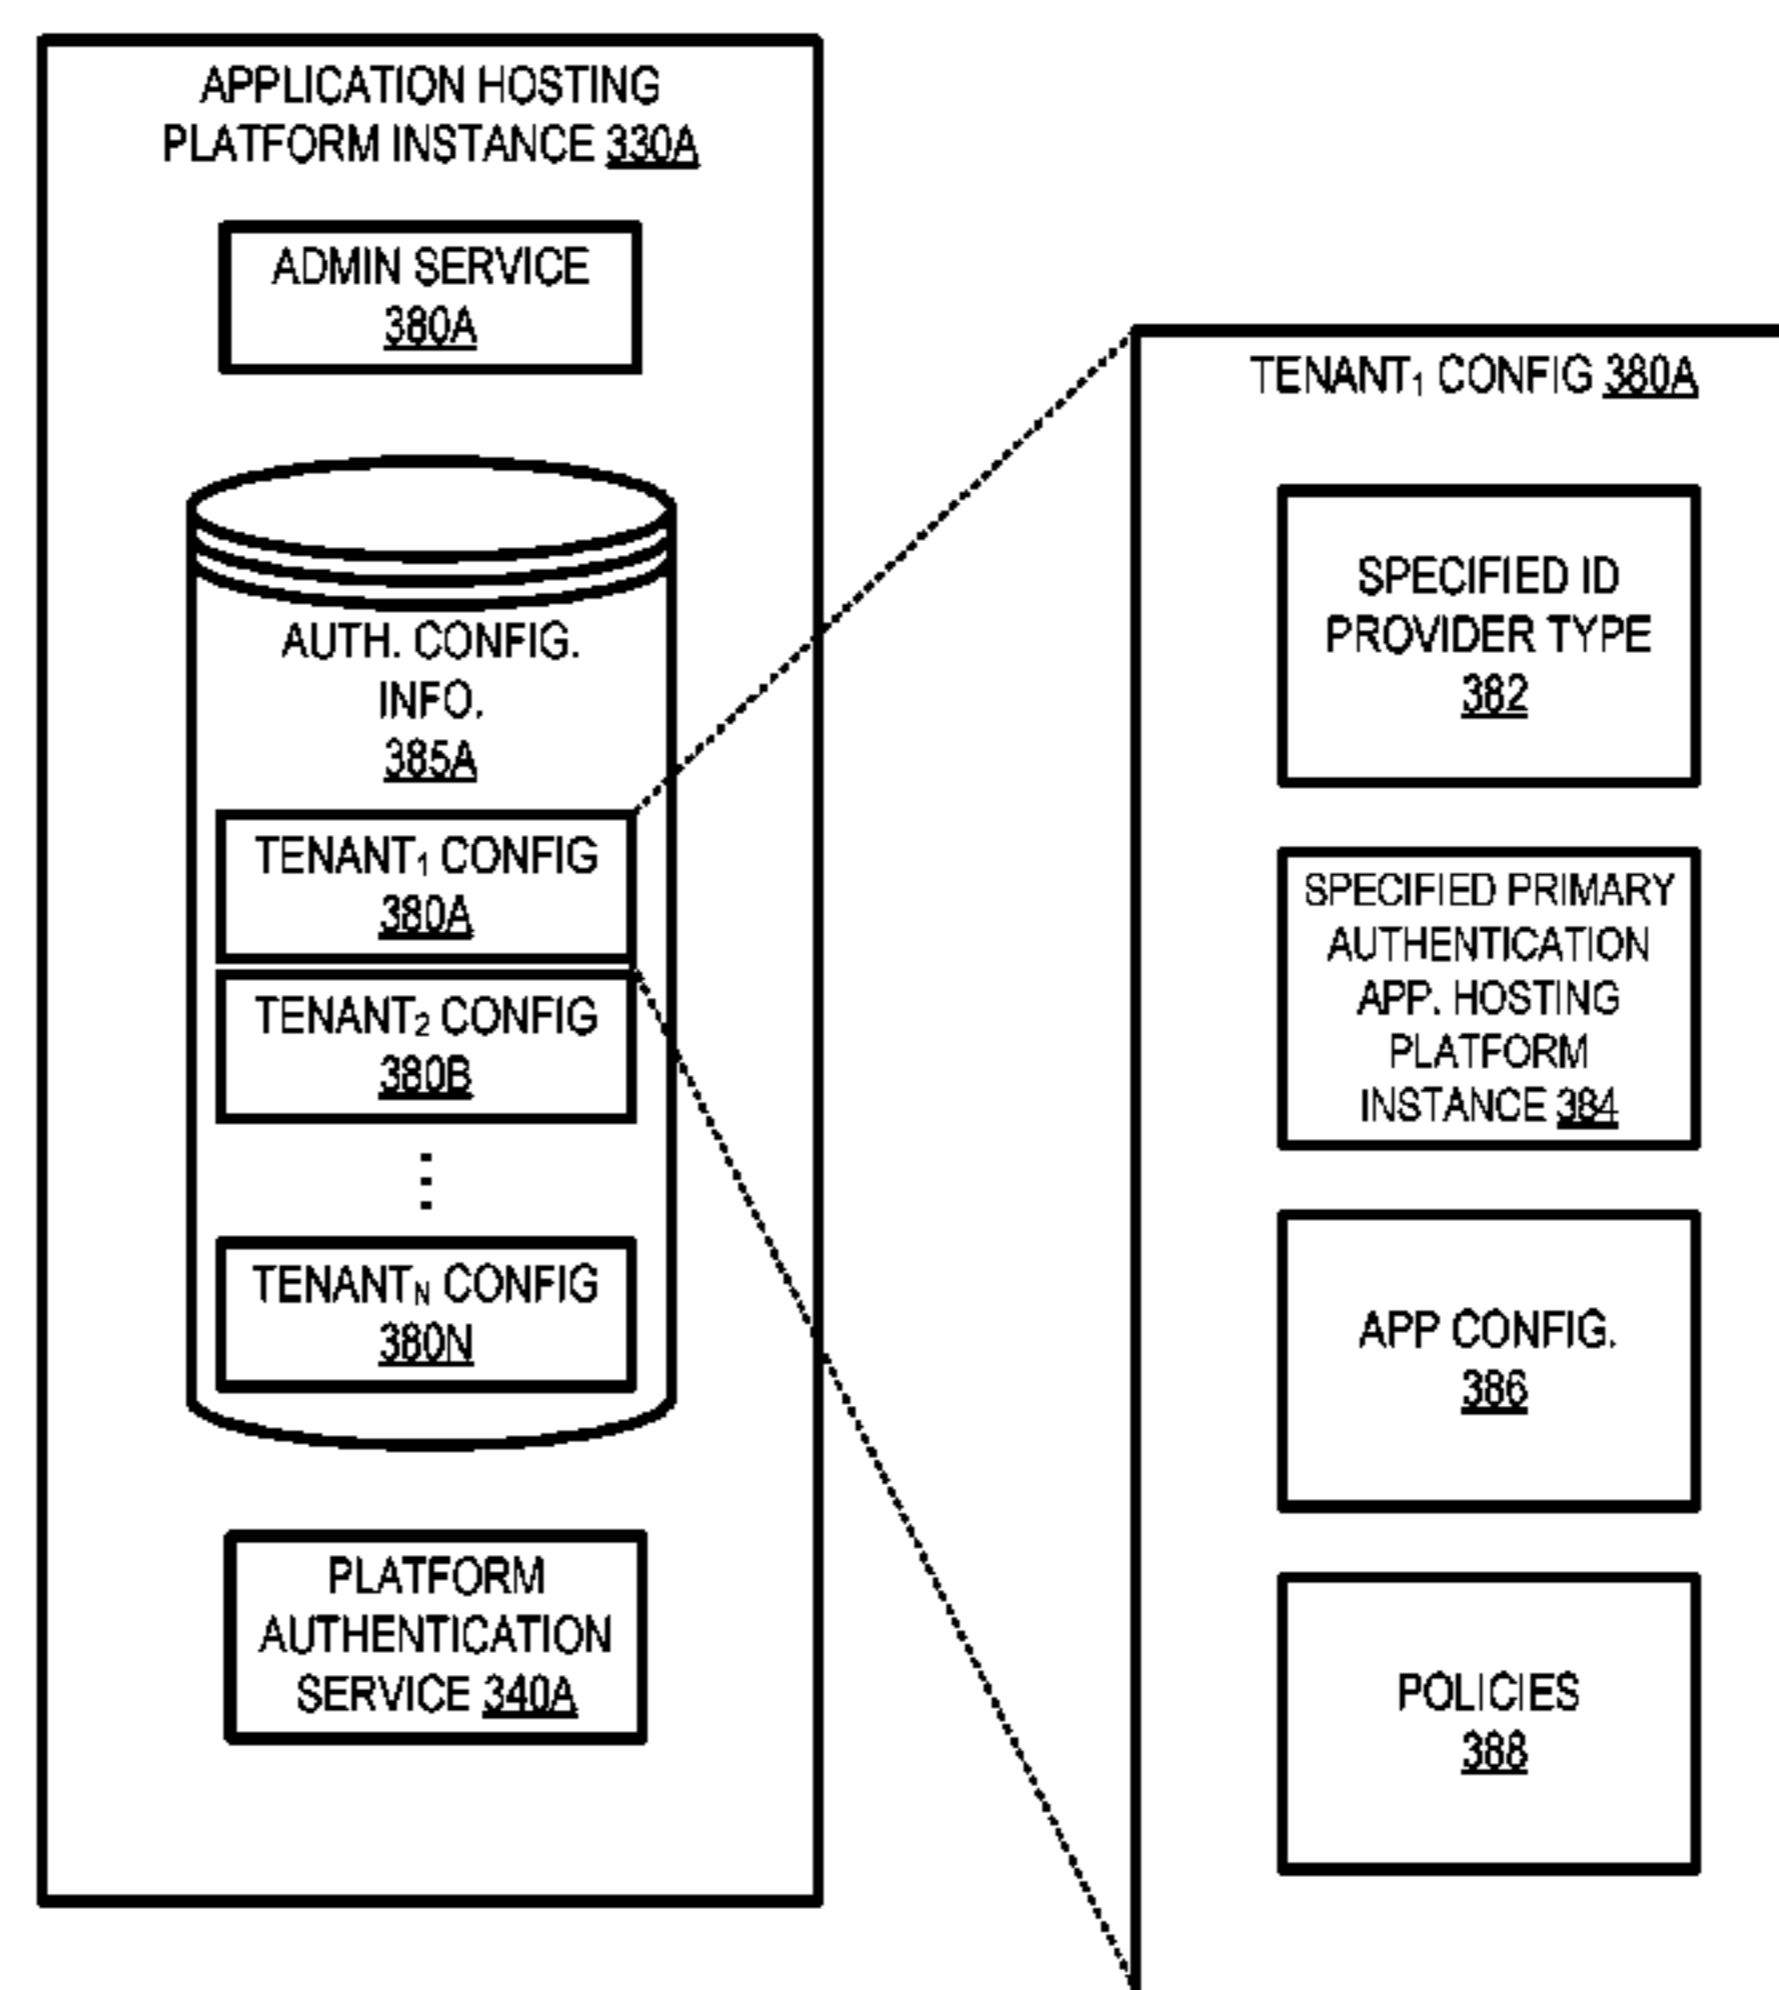 APPLICATION HOSTING
PLATFORM INSTANCE 330A
ADMIN SERVICE
380A
AUTH. CONFIG.
INFO.
385A
TENANT₁ CONFIG
380A
TENANT₂ CONFIG
380B
⋮
TENANT_N CONFIG
380N
PLATFORM
AUTHENTICATION
SERVICE 340A
TENANT₁ CONFIG 380A
SPECIFIED ID
PROVIDER TYPE
382
SPECIFIED PRIMARY
AUTHENTICATION
APP. HOSTING
PLATFORM
INSTANCE 384
APP CONFIG.
386
POLICIES
388